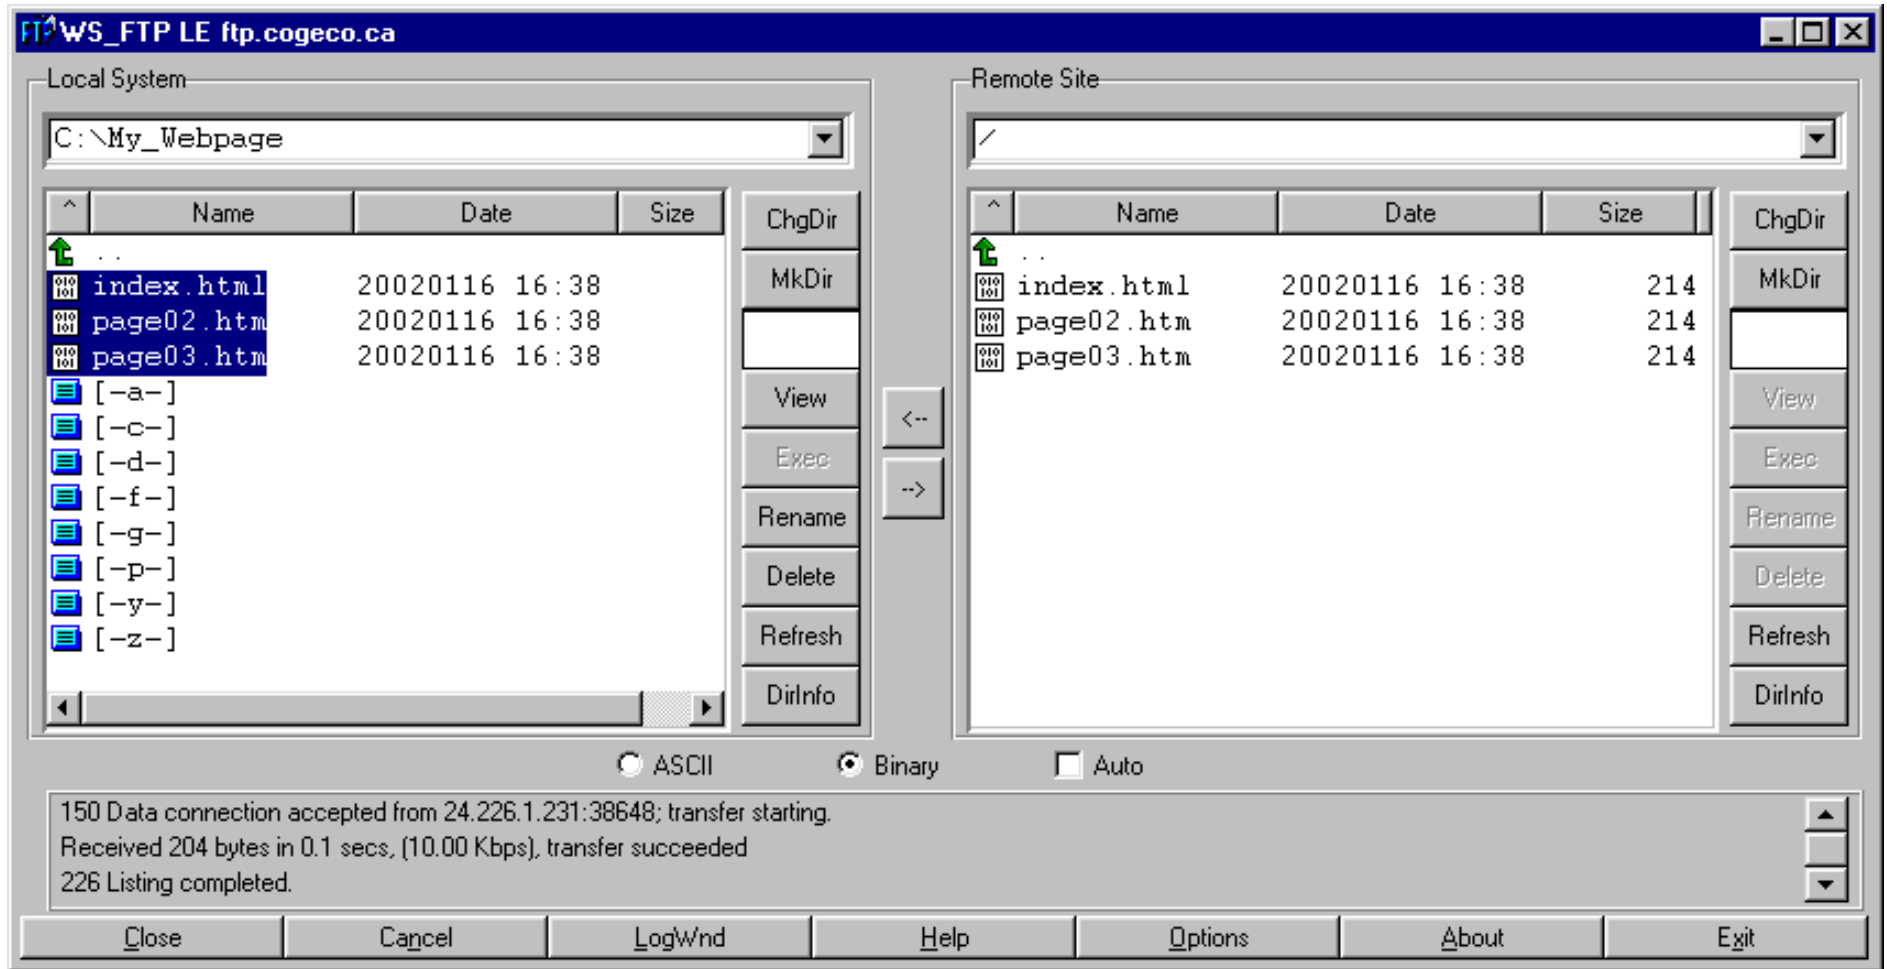 FTP WS_FTP LE ftp.cogeco.ca
Local System
C:\My_Webpage
^ Name Date Size
..
index.html 20020116 16:38
page02.htm 20020116 16:38
page03.htm 20020116 16:38
[-a-]
[-c-]
[-d-]
[-f-]
[-g-]
[-p-]
[-y-]
[-z-]
ChgDir
MkDir
View
Exec
Rename
Delete
Refresh
DirInfo
<--
-->
Remote Site
/
^ Name Date Size
..
index.html 20020116 16:38 214
page02.htm 20020116 16:38 214
page03.htm 20020116 16:38 214
ChgDir
MkDir
View
Exec
Rename
Delete
Refresh
DirInfo
ASCII Binary Auto
150 Data connection accepted from 24.226.1.231:38648; transfer starting.
Received 204 bytes in 0.1 secs, (10.00 Kbps), transfer succeeded
226 Listing completed.
Close Cancel LogWnd Help Options About Exit